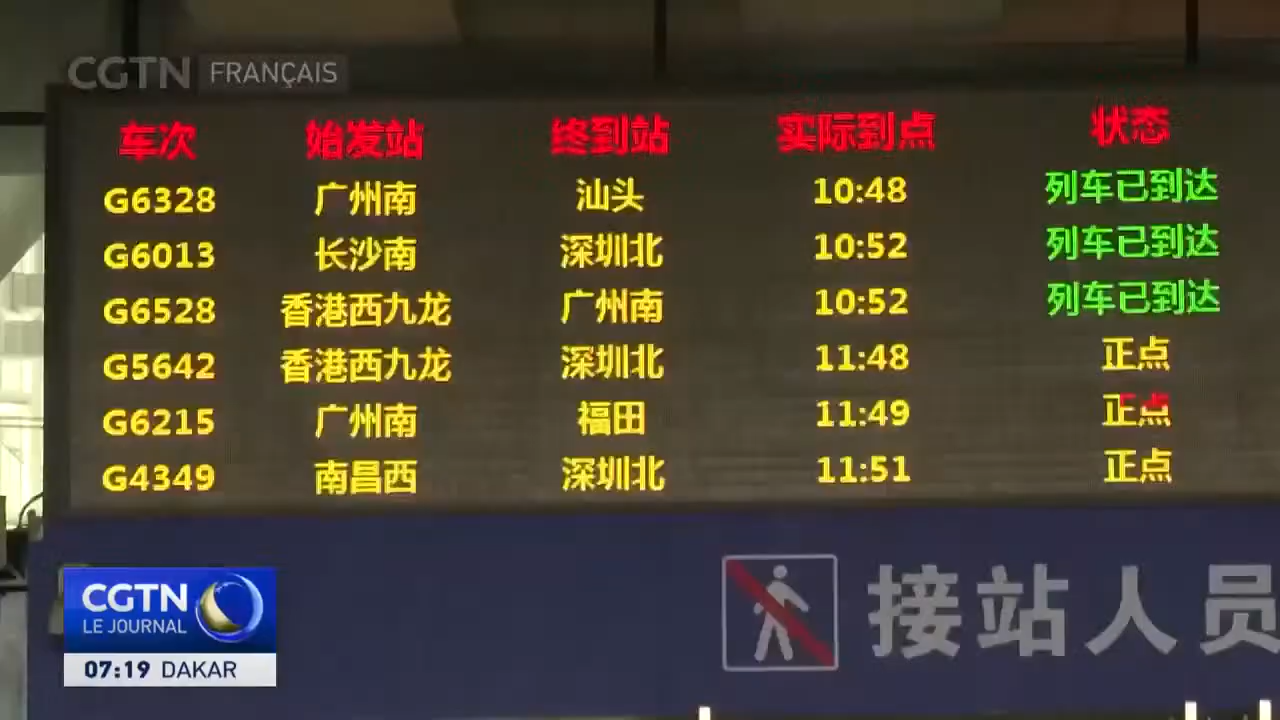 CGTN FRANÇAIS
车次 始发站 终到站 实际到点 状态
G6328 广州南 汕头 10:48 列车已到达
G6013 长沙南 深圳北 10:52 列车已到达
G6528 香港西九龙 广州南 10:52 列车已到达
G5642 香港西九龙 深圳北 11:48 正点
G6215 广州南 福田 11:49 正点
G4349 南昌西 深圳北 11:51 正点
接站人员
CGTN
LE JOURNAL
07:19 DAKAR